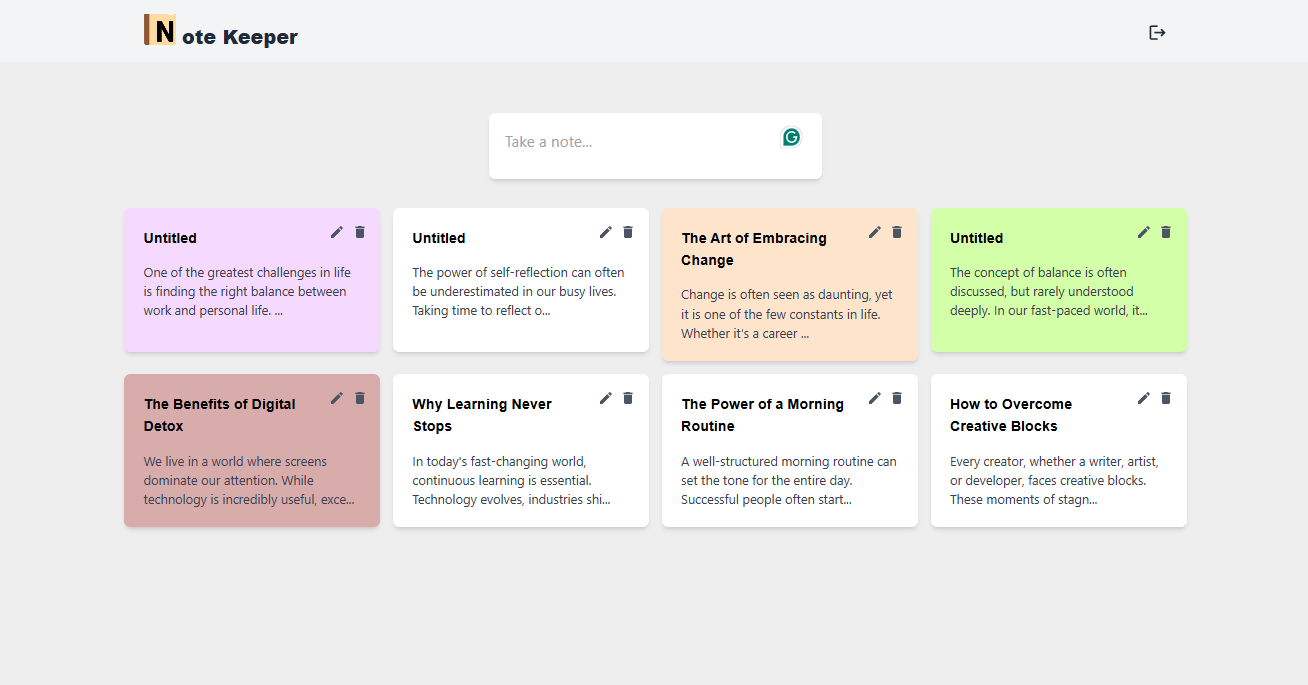 Note Keeper
Take a note...
Untitled
One of the greatest challenges in life
is finding the right balance between
work and personal life. ...
Untitled
The power of self-reflection can often
be underestimated in our busy lives.
Taking time to reflect o...
The Art of Embracing
Change
Change is often seen as daunting, yet
it is one of the few constants in life.
Whether it's a career ...
Untitled
The concept of balance is often
discussed, but rarely understood
deeply. In our fast-paced world, it...
The Benefits of Digital
Detox
We live in a world where screens
dominate our attention. While
technology is incredibly useful, exce...
Why Learning Never
Stops
In today's fast-changing world,
continuous learning is essential.
Technology evolves, industries shi...
The Power of a Morning
Routine
A well-structured morning routine can
set the tone for the entire day.
Successful people often start...
How to Overcome
Creative Blocks
Every creator, whether a writer, artist,
or developer, faces creative blocks.
These moments of stagn...